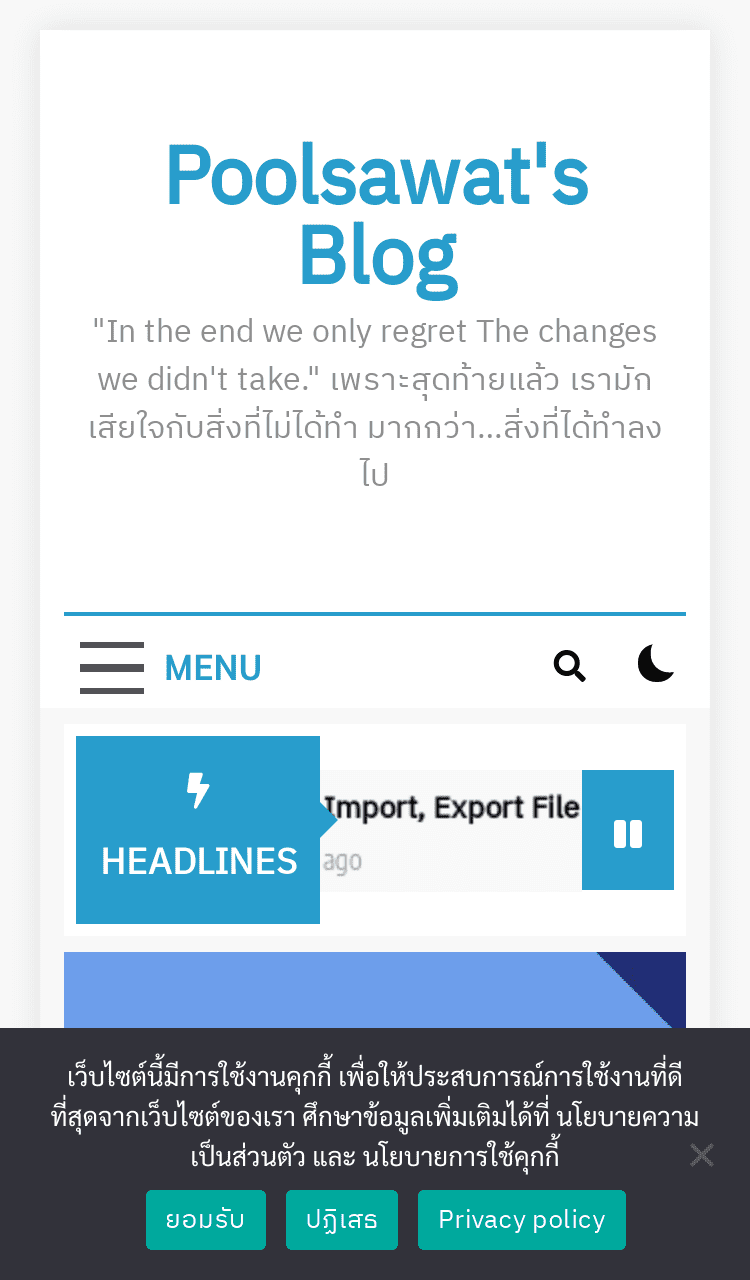 Poolsawat's
Blog
"In the end we only regret The changes
we didn't take." เพราะสุดท้ายแล้ว เรามัก
เสียใจกับสิ่งที่ไม่ได้ทำ มากกว่า...สิ่งที่ได้ทำลง
ไป
MENU
HEADLINES
Import, Export File
ago
เว็บไซต์นี้มีการใช้งานคุกกี้ เพื่อให้ประสบการณ์การใช้งานที่ดี
ที่สุดจากเว็บไซต์ของเรา ศึกษาข้อมูลเพิ่มเติมได้ที่ นโยบายความ
เป็นส่วนตัว และ นโยบายการใช้คุกกี้
ยอมรับ ปฏิเสธ Privacy policy